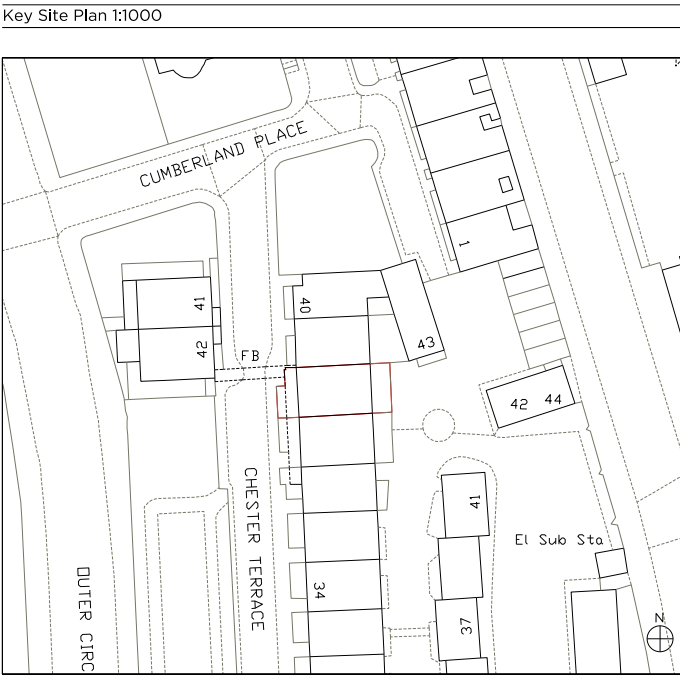 Key Site Plan 1:1000
CUMBERLAND PLACE
1
41
40
42
43
FB
42 44
CHESTER TERRACE
41
El Sub Sta
34
OUTER CIRC
37
N